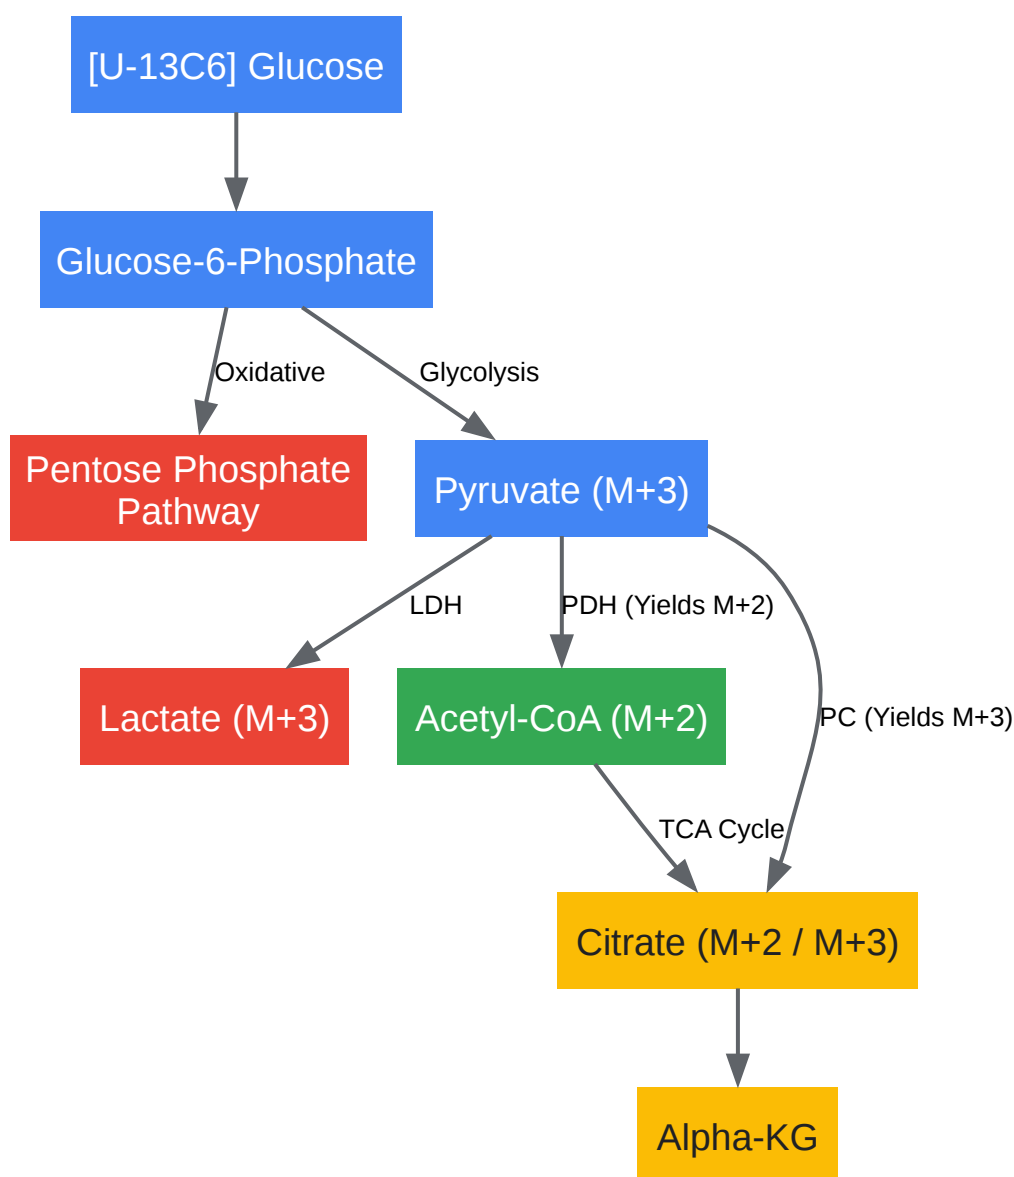 [U-13C6] Glucose
Glucose-6-Phosphate
Oxidative
Glycolysis
Pentose Phosphate
Pathway
Pyruvate (M+3)
LDH
PDH (Yields M+2)
Lactate (M+3)
Acetyl-CoA (M+2)
PC (Yields M+3)
TCA Cycle
Citrate (M+2 / M+3)
Alpha-KG